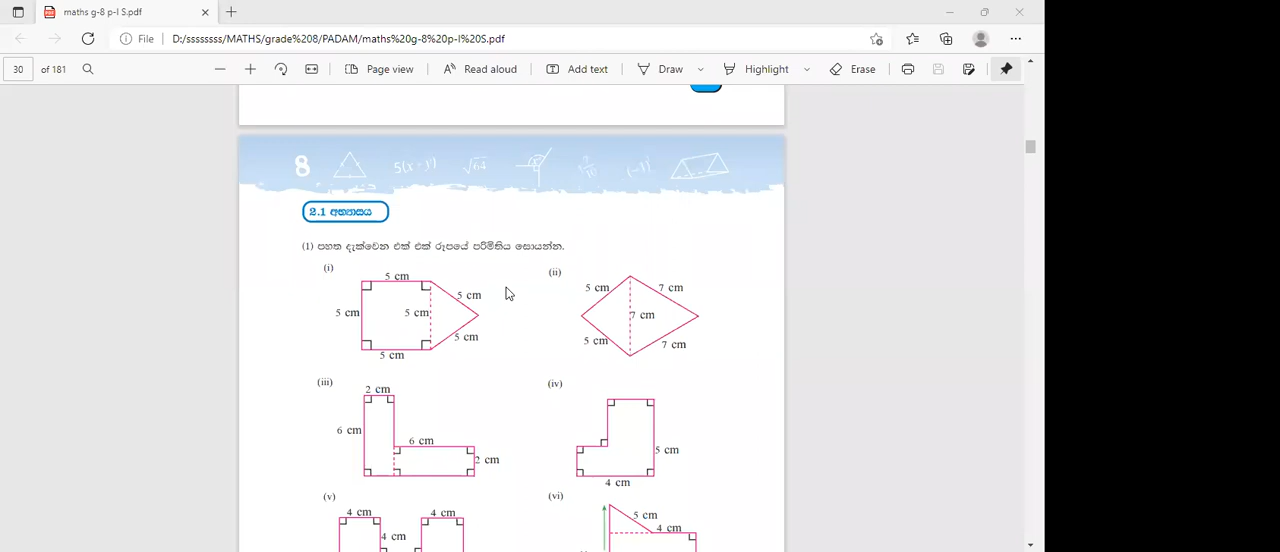 maths g-8 p-I S.pdf
File D:/ssssssss/MATHS/grade%208/PADAM/maths%20g-8%20p-I%20S.pdf
30 of 181 Page view Read aloud Add text Draw Highlight Erase
8 5(x - y) √64
2.1 අභ්‍යාසය
(1) පහත දැක්වෙන එක් එක් රූපයේ පරිමිතිය සොයන්න.
(i)
5 cm
5 cm
5 cm
5 cm
5 cm
5 cm
(ii)
5 cm
7 cm
7 cm
5 cm
7 cm
(iii)
2 cm
6 cm
6 cm
2 cm
(iv)
5 cm
4 cm
(v)
4 cm
4 cm
4 cm
(vi)
5 cm
4 cm